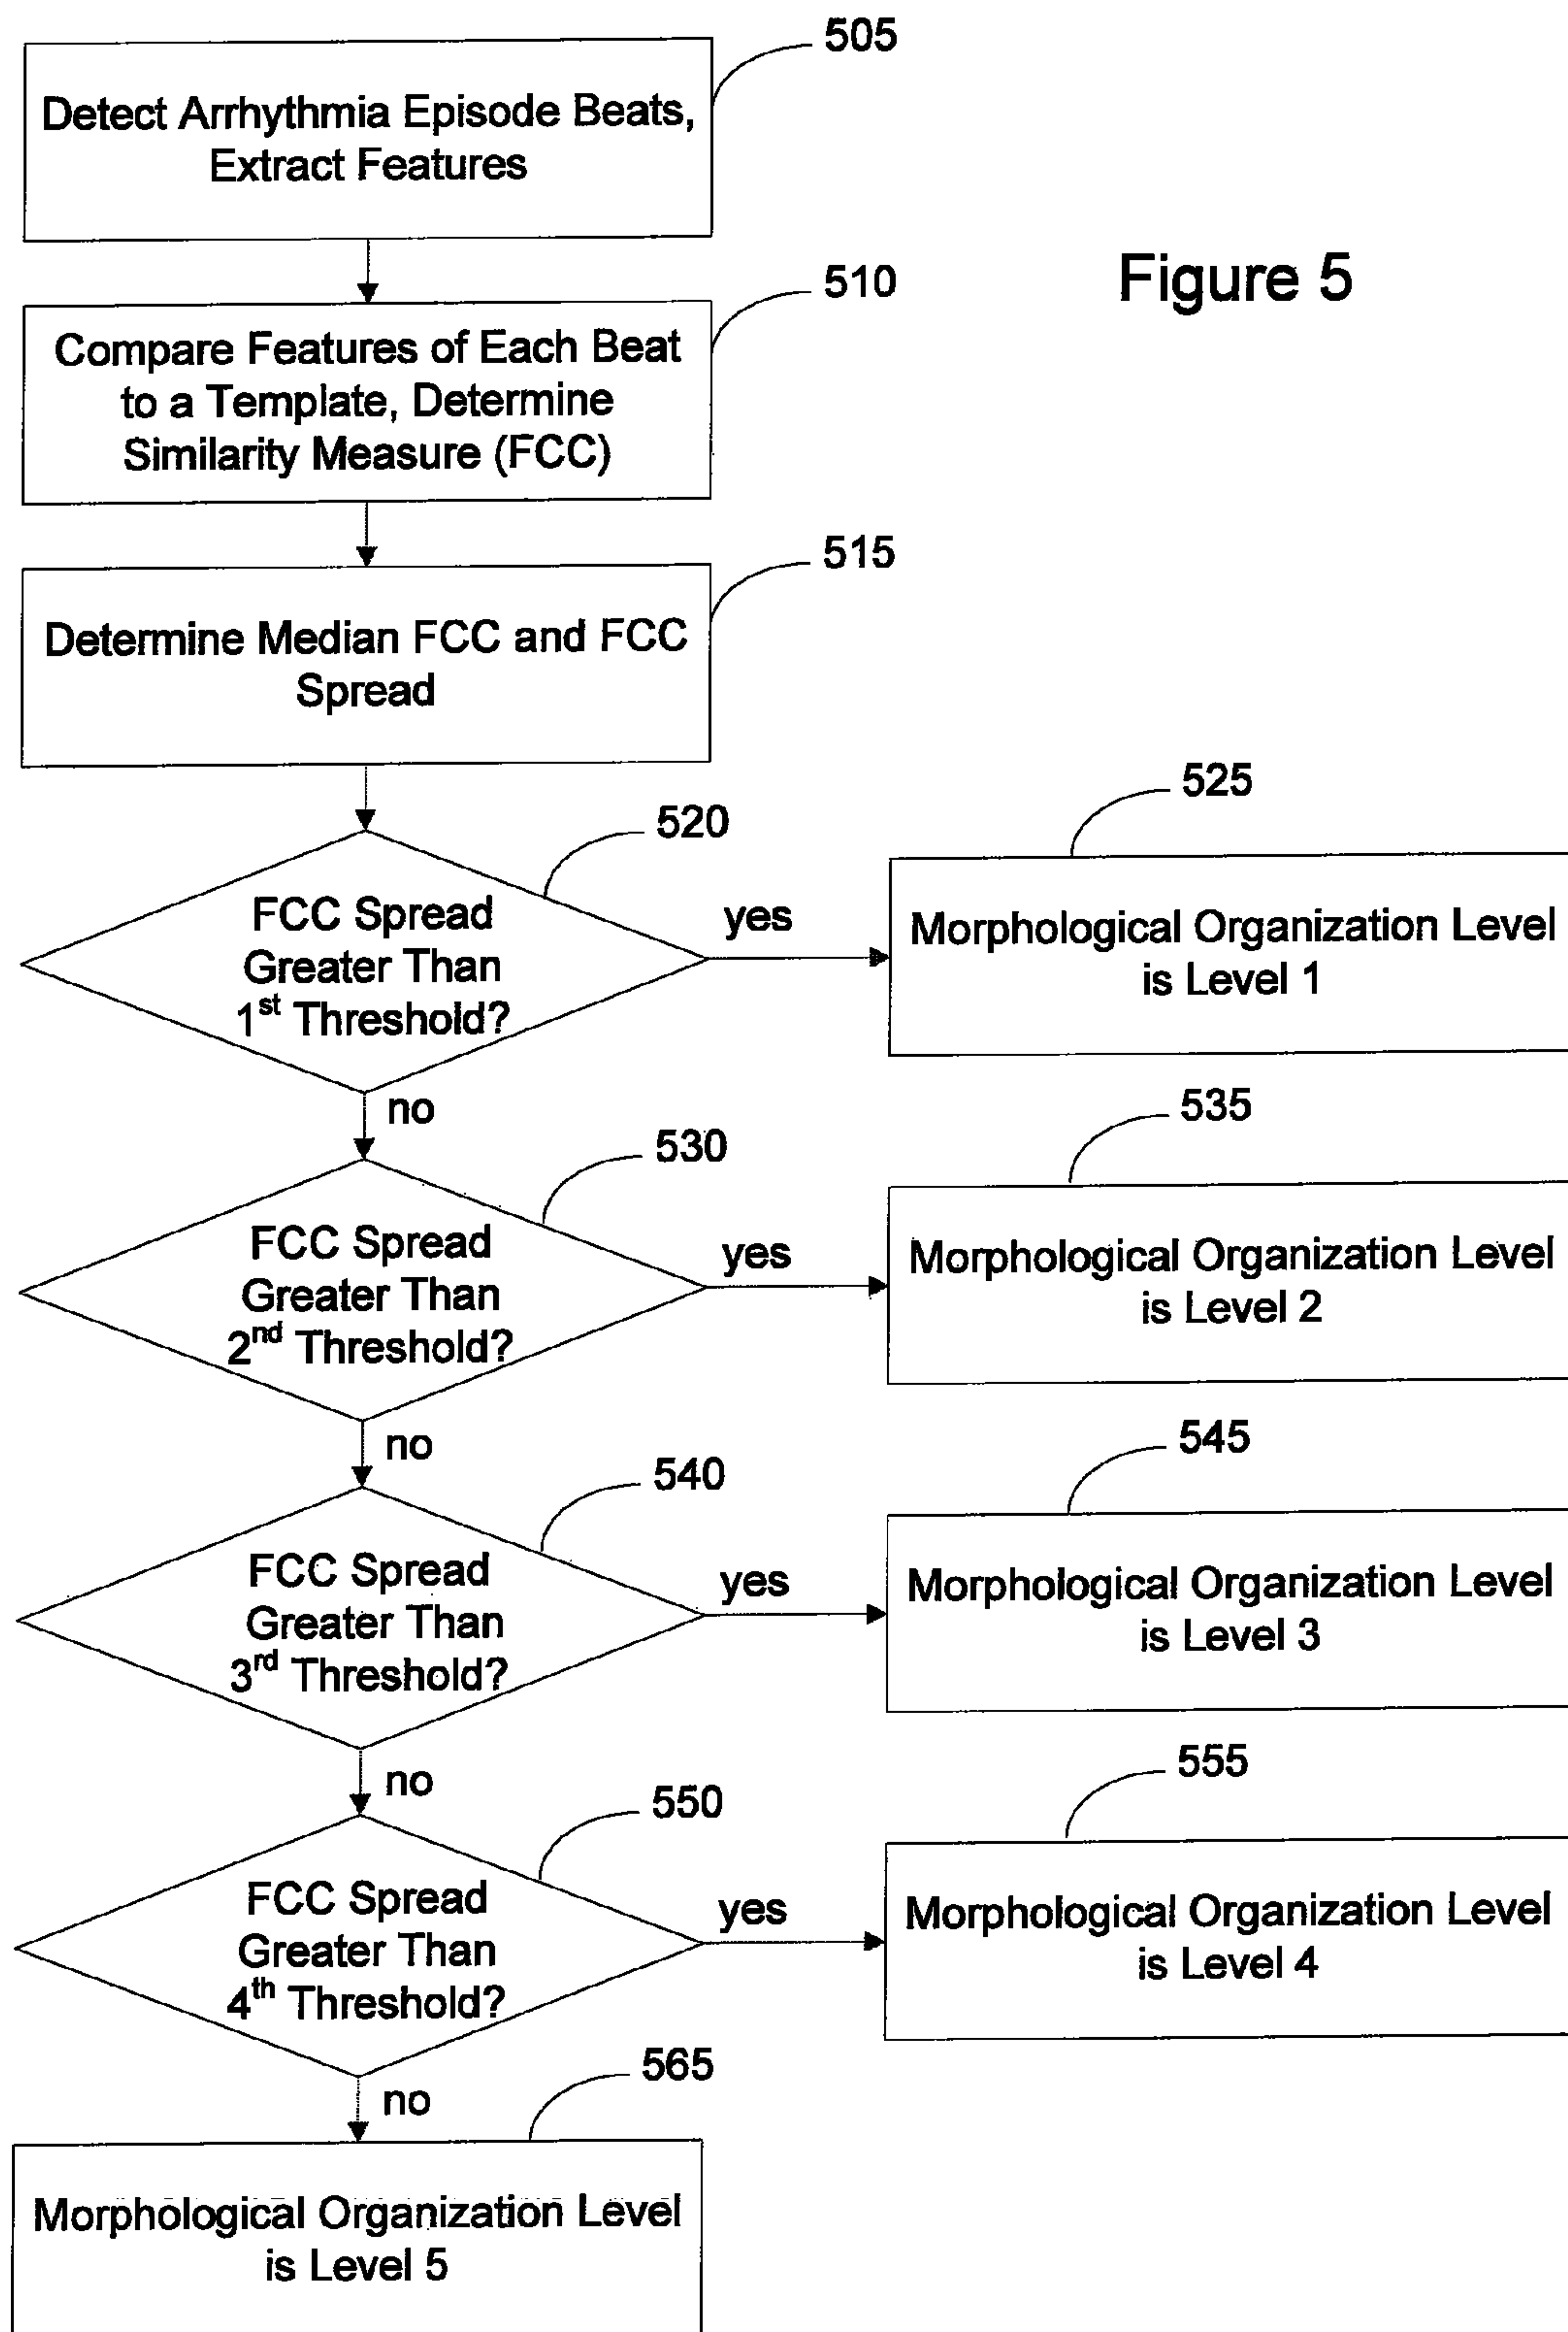 505
Detect Arrhythmia Episode Beats,
Extract Features
Figure 5
510
Compare Features of Each Beat
to a Template, Determine
Similarity Measure (FCC)
515
Determine Median FCC and FCC
Spread
520
FCC Spread
Greater Than
1st Threshold?
yes
525
Morphological Organization Level
is Level 1
no
530
FCC Spread
Greater Than
2nd Threshold?
yes
535
Morphological Organization Level
is Level 2
no
540
FCC Spread
Greater Than
3rd Threshold?
yes
545
Morphological Organization Level
is Level 3
no
550
FCC Spread
Greater Than
4th Threshold?
yes
555
Morphological Organization Level
is Level 4
no
565
Morphological Organization Level
is Level 5